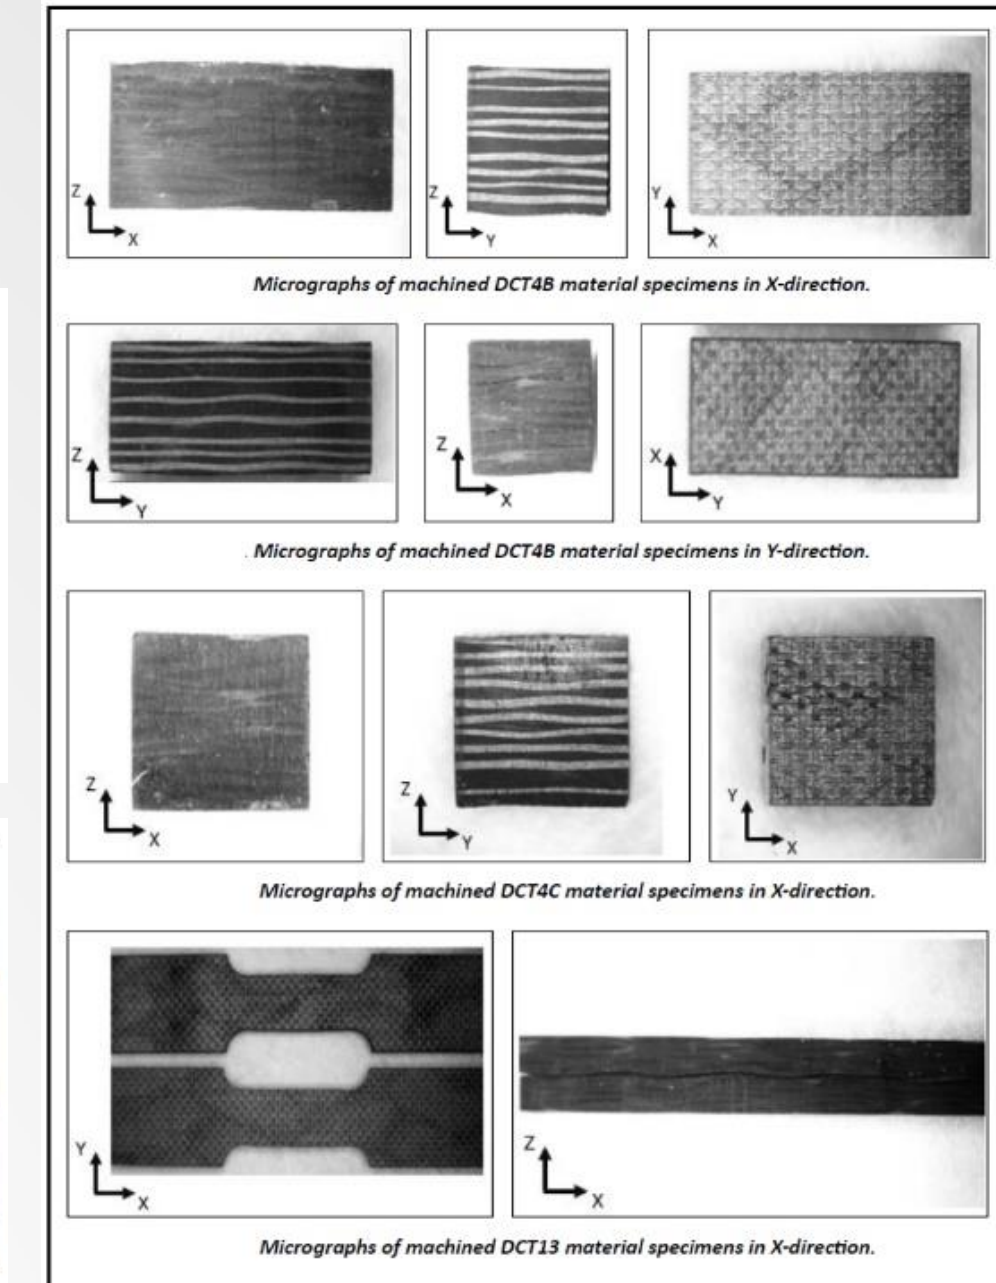 Z
X
Z
Y
Y
X
Micrographs of machined DCT4B material specimens in X-direction.
Z
Y
Z
X
X
Y
. Micrographs of machined DCT4B material specimens in Y-direction.
Z
X
Z
Y
Y
X
Micrographs of machined DCT4C material specimens in X-direction.
Y
X
Z
X
Micrographs of machined DCT13 material specimens in X-direction.